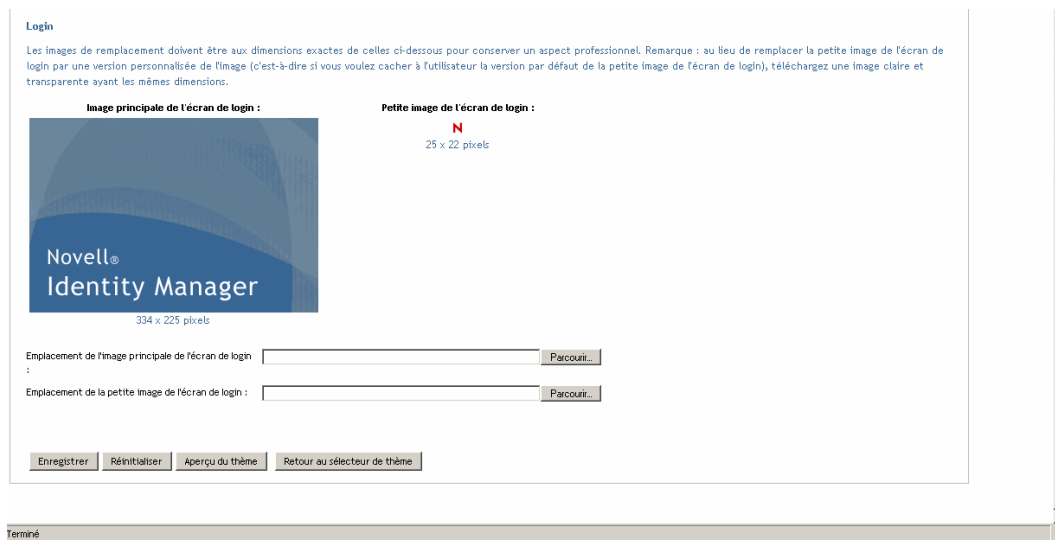 Login
Les images de remplacement doivent être aux dimensions exactes de celles ci-dessous pour conserver un aspect professionnel. Remarque : au lieu de remplacer la petite image de l'écran de
login par une version personnalisée de l'image (c'est-à-dire si vous voulez cacher à l'utilisateur la version par défaut de la petite image de l'écran de login), téléchargez une image claire et
transparente ayant les mêmes dimensions.
Image principale de l'écran de login :
Petite image de l'écran de login :
N
25 x 22 pixels
Novell®
Identity Manager
334 x 225 pixels
Emplacement de l'image principale de l'écran de login
:
Parcourir...
Emplacement de la petite image de l'écran de login :
Parcourir...
Enregistrer
Réinitialiser
Aperçu du thème
Retour au sélecteur de thème
Terminé